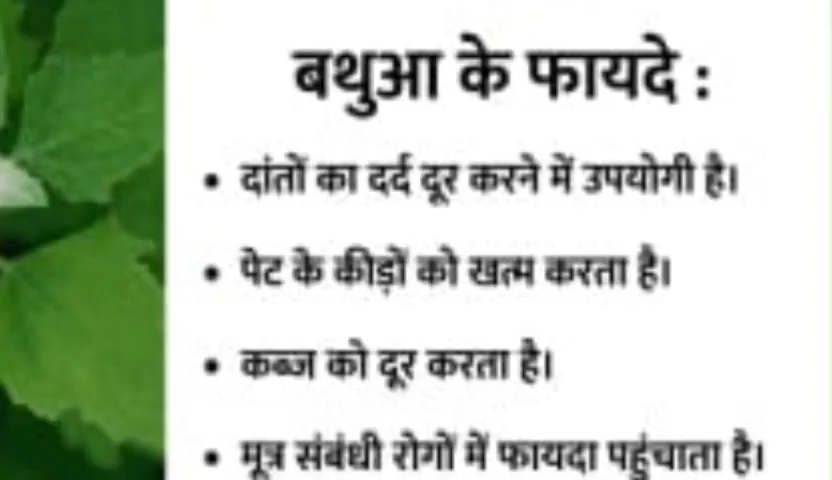 बथुआ के फायदे :
• दांतों का दर्द दूर करने में उपयोगी है।
• पेट के कीड़ों को खत्म करता है।
• कब्ज को दूर करता है।
• मूत्र संबंधी रोगों में फायदा पहुंचाता है।